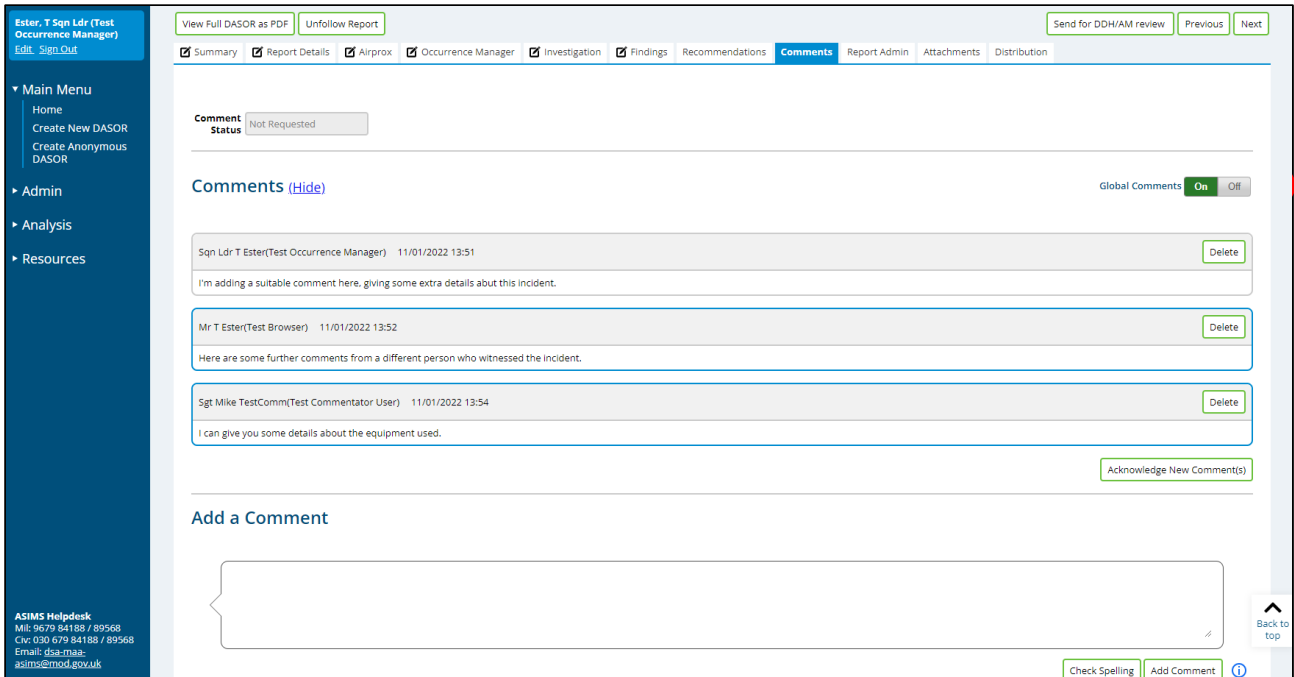 Ester, T Sqn Ldr (Test
Occurrence Manager)
Edit Sign Out
Main Menu
Home
Create New DASOR
Create Anonymous
DASOR
Admin
Analysis
Resources
ASIMS Helpdesk
Mil: 9679 84188 / 89568
Civ: 030 679 84188 / 89568
Email: dsa-maa-
asims@mod.gov.uk
View Full DASOR as PDF Unfollow Report Send for DDH/AM review Previous Next
Summary Report Details Airprox Occurrence Manager Investigation Findings Recommendations Comments Report Admin Attachments Distribution
Comment
Status Not Requested
Comments (Hide) Global Comments On Off
Sqn Ldr T Ester(Test Occurrence Manager) 11/01/2022 13:51 Delete
I'm adding a suitable comment here, giving some extra details abut this incident.
Mr T Ester(Test Browser) 11/01/2022 13:52 Delete
Here are some further comments from a different person who witnessed the incident.
Sgt Mike TestComm(Test Commentator User) 11/01/2022 13:54 Delete
I can give you some details about the equipment used.
Acknowledge New Comment(s)
Add a Comment
Back to
top
Check Spelling Add Comment